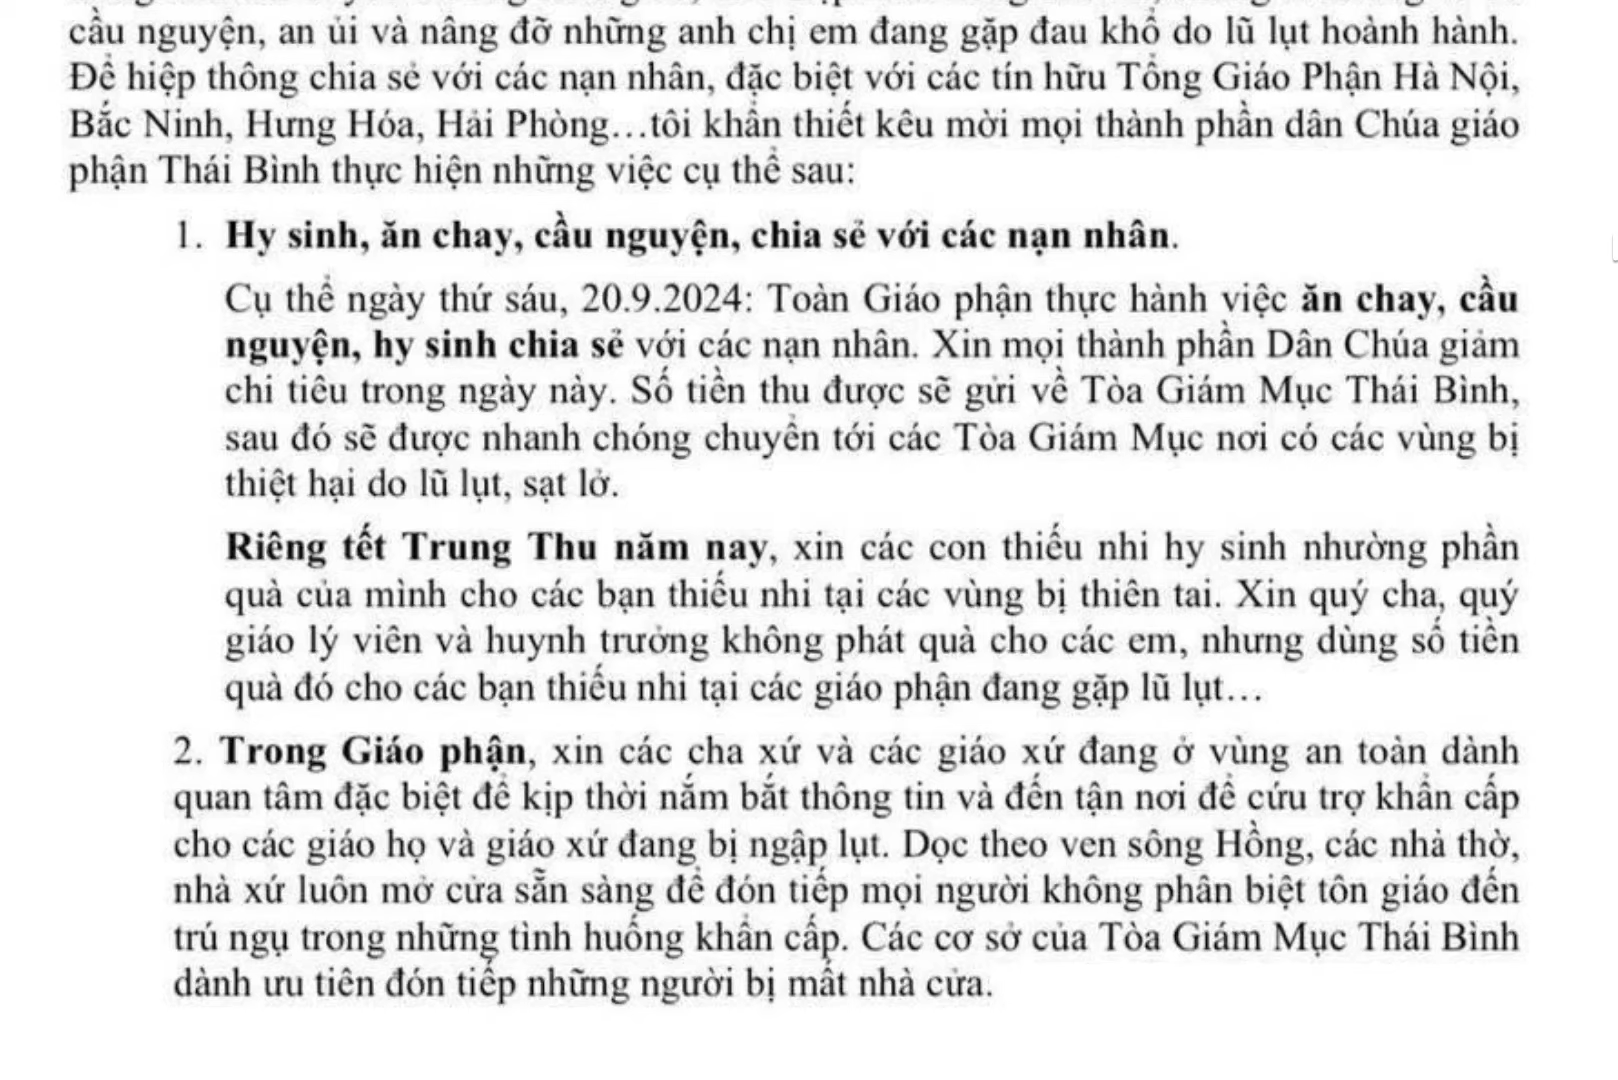 cầu nguyện, an ủi và nâng đỡ những anh chị em đang gặp đau khổ do lũ lụt hoành hành.
Để hiệp thông chia sẻ với các nạn nhân, đặc biệt với các tín hữu Tổng Giáo Phận Hà Nội,
Bắc Ninh, Hưng Hóa, Hải Phòng…tôi khẩn thiết kêu mời mọi thành phần dân Chúa giáo
phận Thái Bình thực hiện những việc cụ thể sau:
1. Hy sinh, ăn chay, cầu nguyện, chia sẻ với các nạn nhân.
Cụ thể ngày thứ sáu, 20.9.2024: Toàn Giáo phận thực hành việc ăn chay, cầu
nguyện, hy sinh chia sẻ với các nạn nhân. Xin mọi thành phần Dân Chúa giảm
chi tiêu trong ngày này. Số tiền thu được sẽ gửi về Tòa Giám Mục Thái Bình,
sau đó sẽ được nhanh chóng chuyển tới các Tòa Giám Mục nơi có các vùng bị
thiệt hại do lũ lụt, sạt lở.
Riêng tết Trung Thu năm nay, xin các con thiếu nhi hy sinh nhường phần
quà của mình cho các bạn thiếu nhi tại các vùng bị thiên tai. Xin quý cha, quý
giáo lý viên và huynh trưởng không phát quà cho các em, nhưng dùng số tiền
quà đó cho các bạn thiếu nhi tại các giáo phận đang gặp lũ lụt…
2. Trong Giáo phận, xin các cha xứ và các giáo xứ đang ở vùng an toàn dành
quan tâm đặc biệt để kịp thời nắm bắt thông tin và đến tận nơi để cứu trợ khẩn cấp
cho các giáo họ và giáo xứ đang bị ngập lụt. Dọc theo ven sông Hồng, các nhà thờ,
nhà xứ luôn mở cửa sẵn sàng để đón tiếp mọi người không phân biệt tôn giáo đến
trú ngụ trong những tình huống khẩn cấp. Các cơ sở của Tòa Giám Mục Thái Bình
dành ưu tiên đón tiếp những người bị mất nhà cửa.